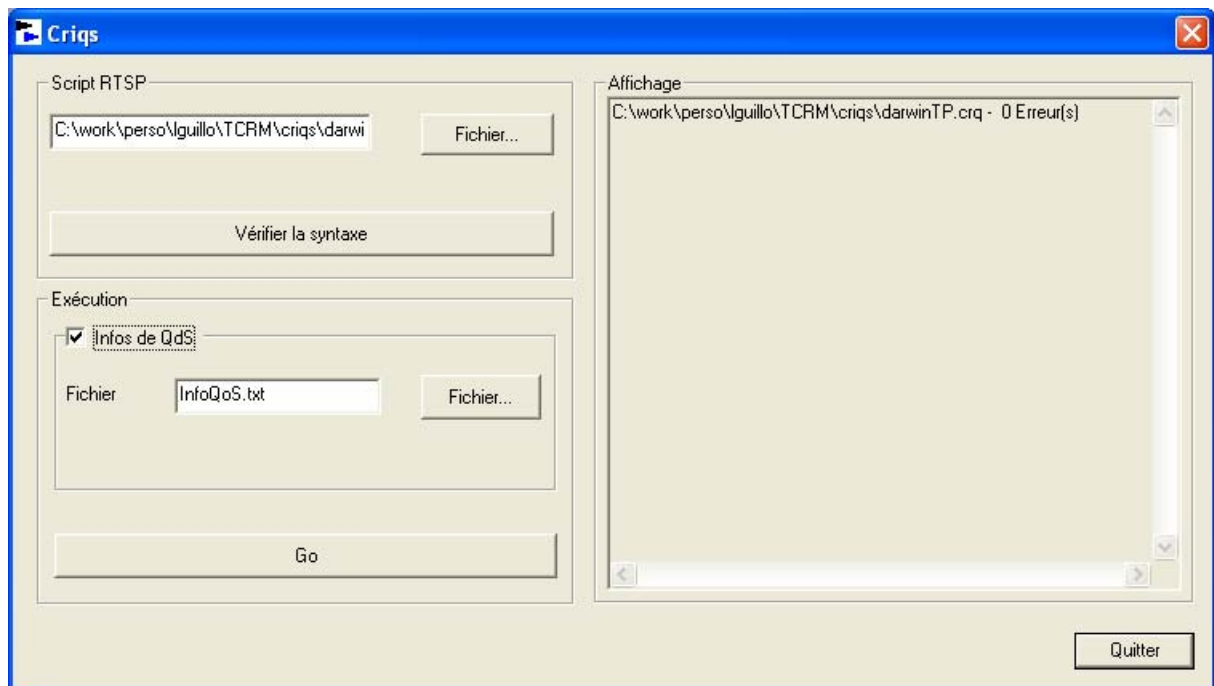 Criqs
Script RTSP
C:\work\perso\lguillo\TCRM\criqs\darwi
Fichier...
Vérifier la syntaxe
Exécution
Infos de QdS
Fichier
InfoQoS.txt
Fichier...
Go
Affichage
C:\work\perso\lguillo\TCRM\criqs\darwinTP.crq - 0 Erreur(s)
Quitter